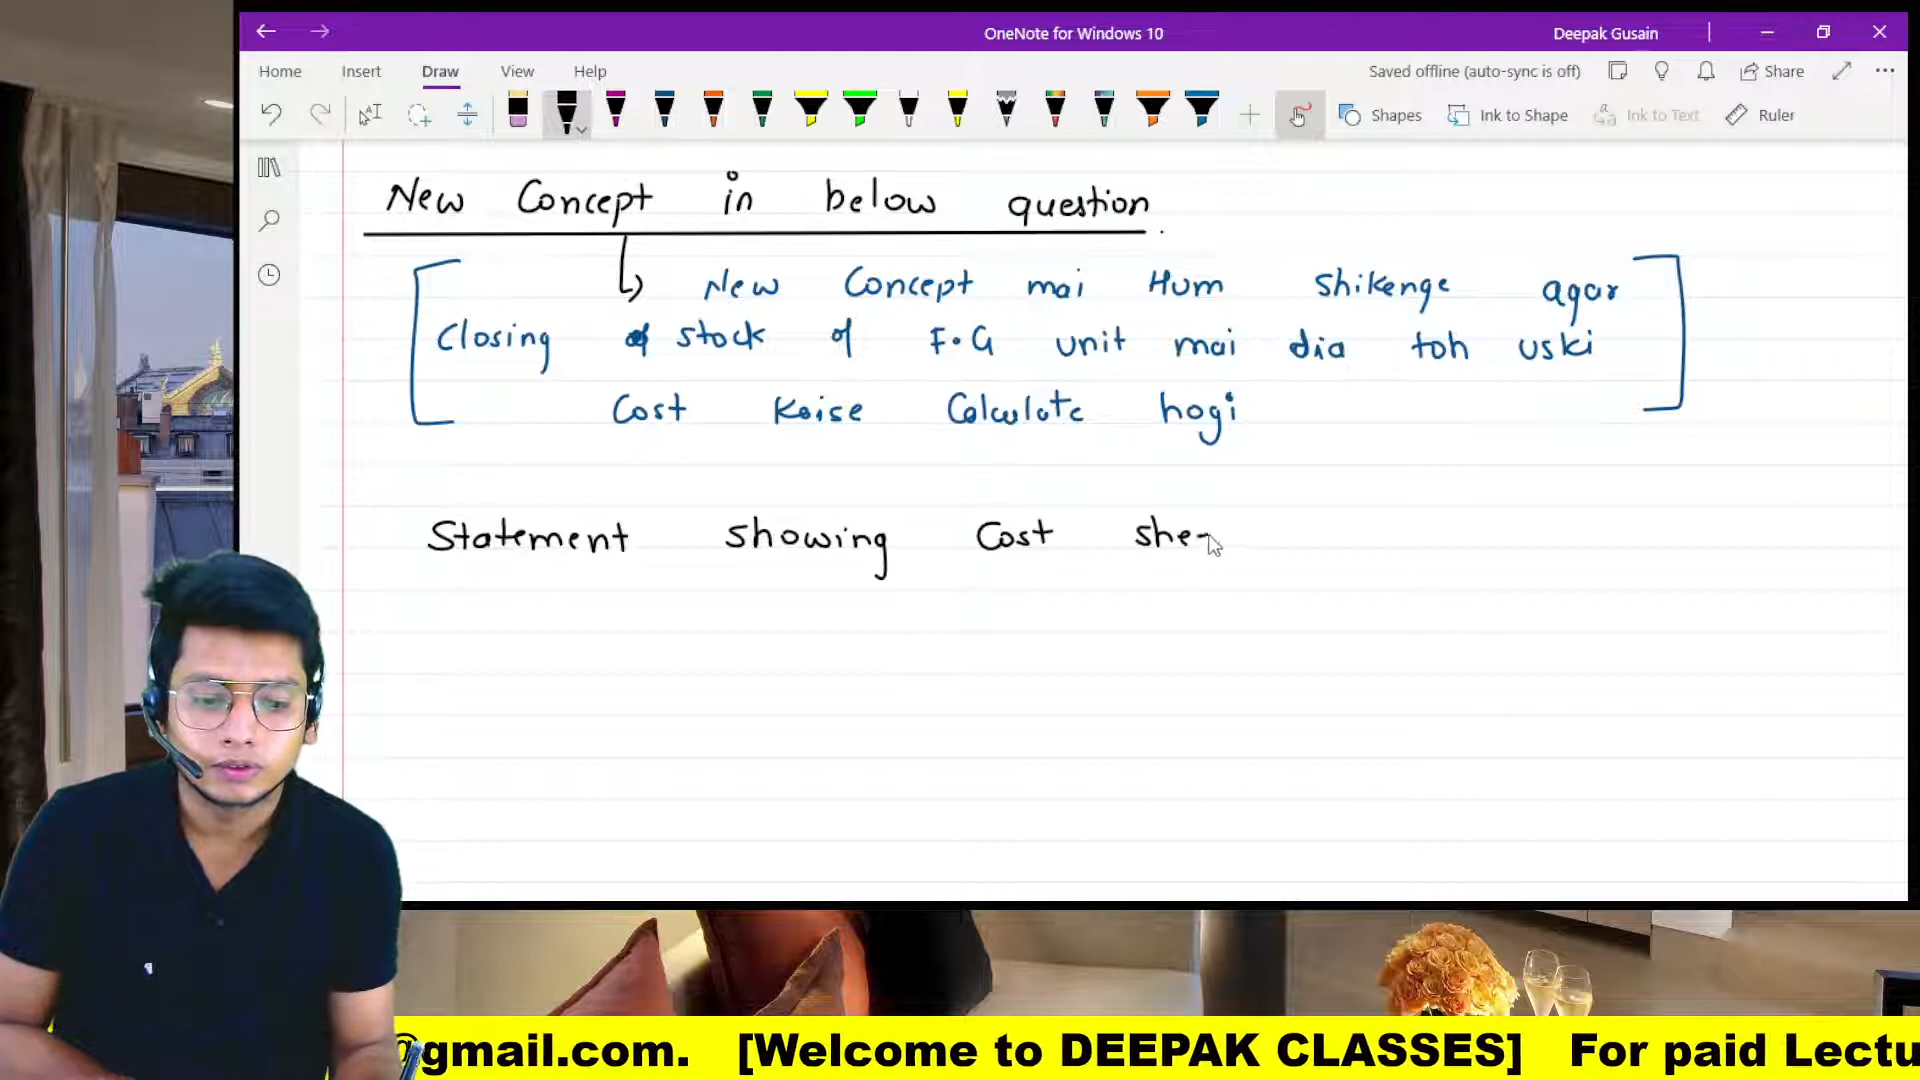 OneNote for Windows 10
Deepak Gusain
Home Insert Draw View Help
Saved offline (auto-sync is off)
Share
Shapes
Ink to Shape
Ink to Text
Ruler
New Concept in below question
New Concept mai Hum shikenge agar
Closing stock of F.G unit mai dia toh uski
Cost Kaise Calculate hogi
Statement showing Cost she
@gmail.com. [Welcome to DEEPAK CLASSES] For paid Lectu